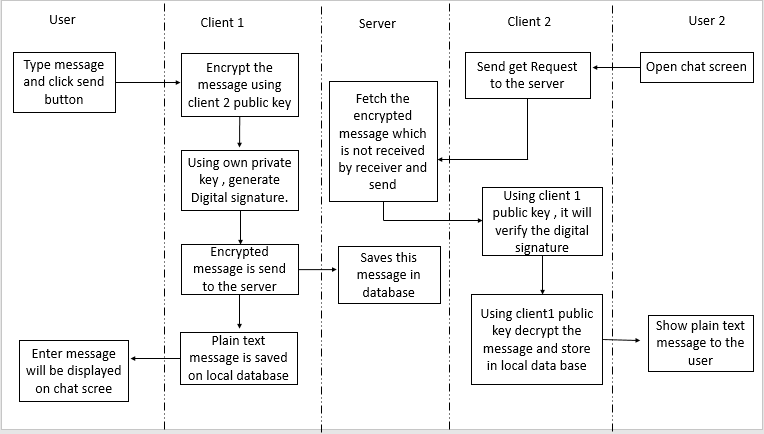 User
Client 1
Server
Client 2
User 2
Type message
and click send
button
Encrypt the
message using
client 2 public key
Using own private
key , generate
Digital signature.
Encrypted
message is send
to the server
Plain text
message is saved
on local database
Enter message
will be displayed
on chat scree
Fetch the
encrypted
message which
is not received
by receiver and
send
Saves this
message in
database
Send get Request
to the server
Using client 1
public key , it will
verify the digital
signature
Using client1 public
key decrypt the
message and store
in local data base
Open chat screen
Show plain text
message to the
user